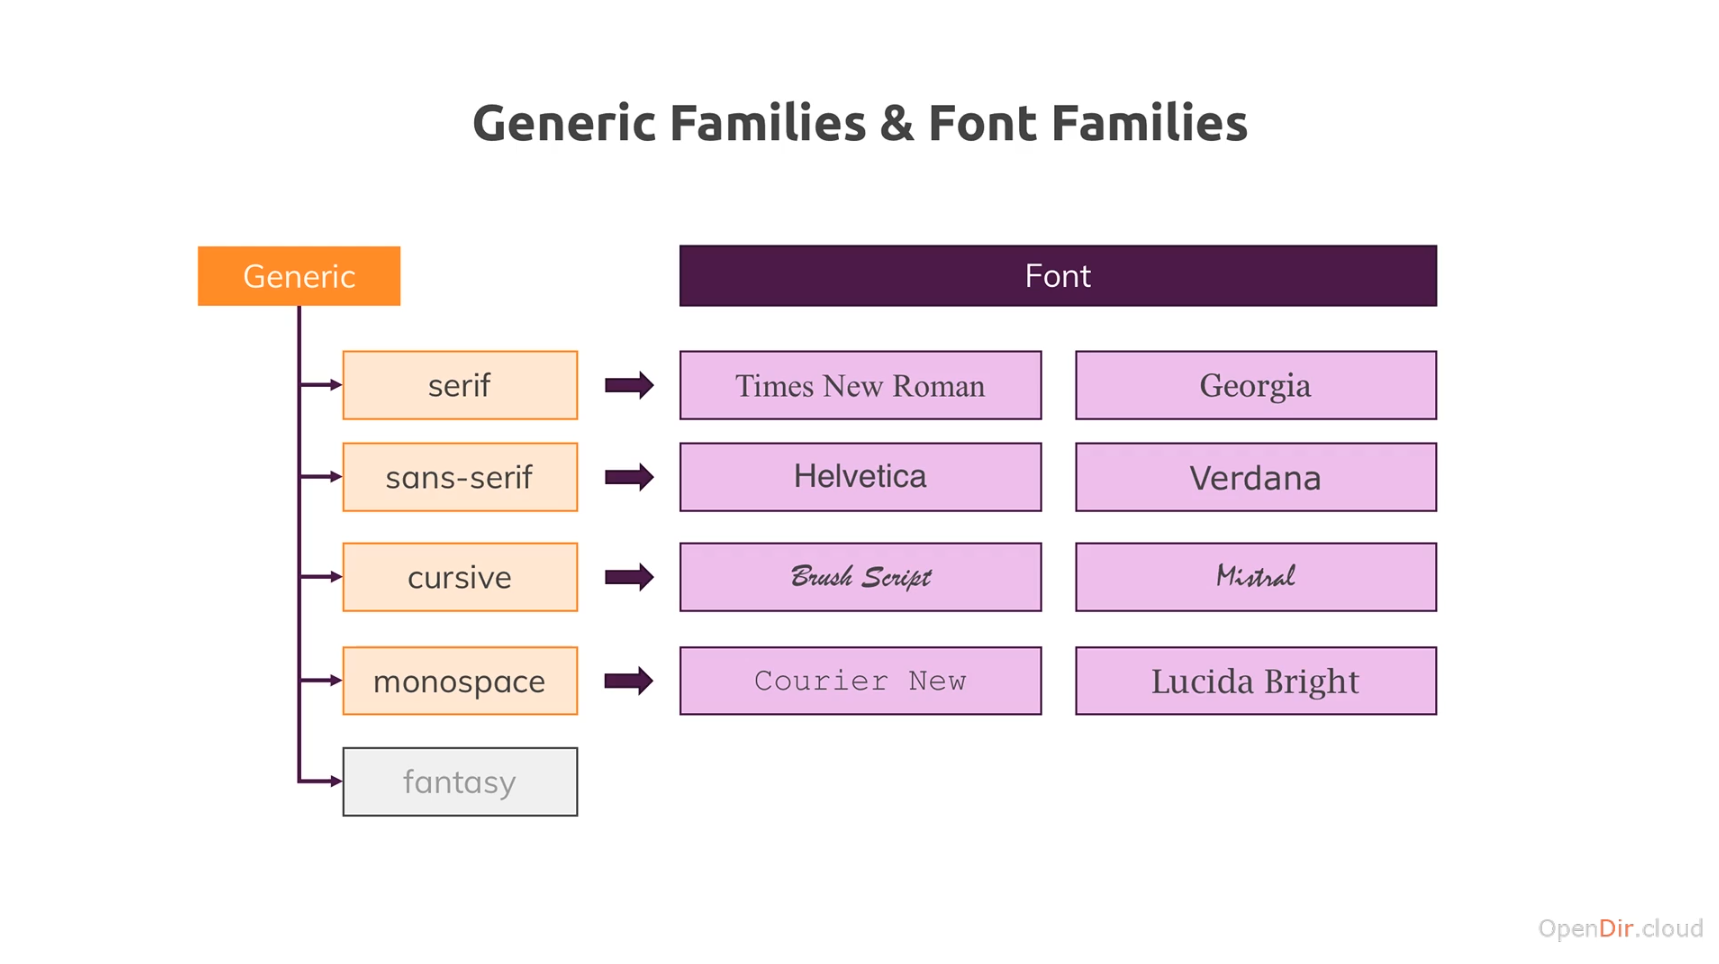 Generic Families & Font Families
Generic
Font
serif
Times New Roman
Georgia
sans-serif
Helvetica
Verdana
cursive
Brush Script
Mistral
monospace
Courier New
Lucida Bright
fantasy
OpenDir.cloud